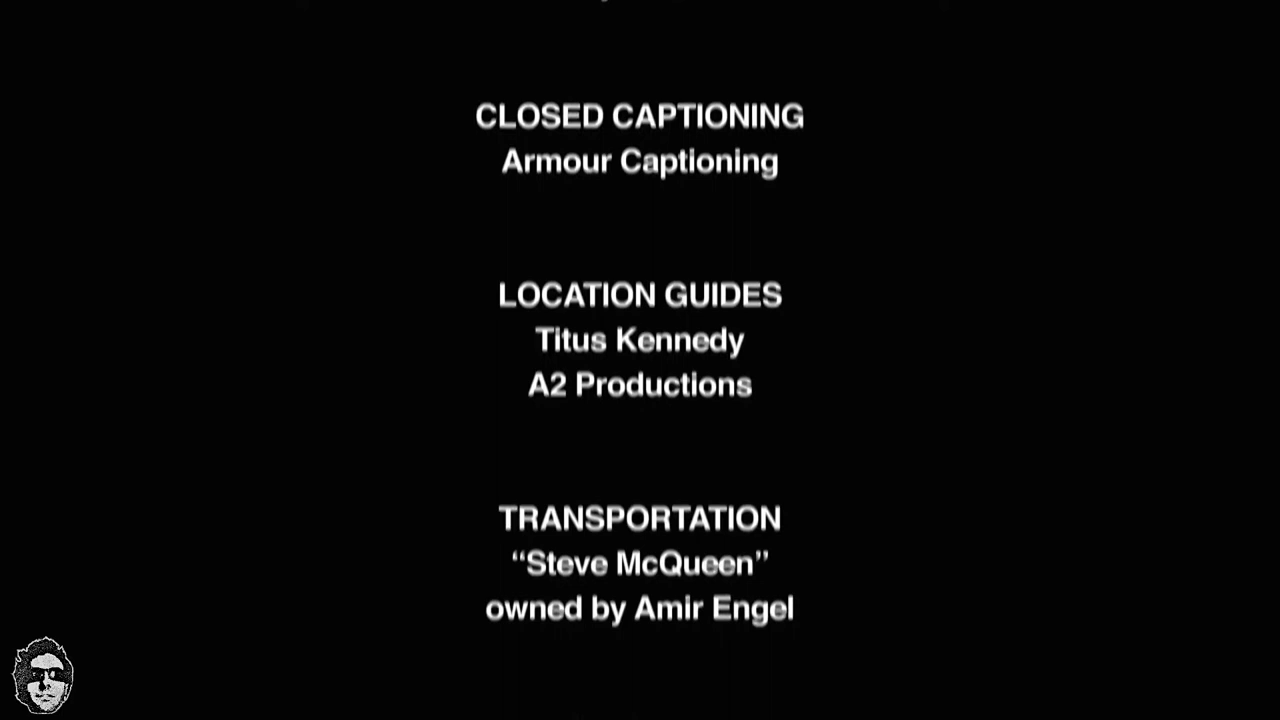 CLOSED CAPTIONING
Armour Captioning
LOCATION GUIDES
Titus Kennedy
A2 Productions
TRANSPORTATION
“Steve McQueen”
owned by Amir Engel